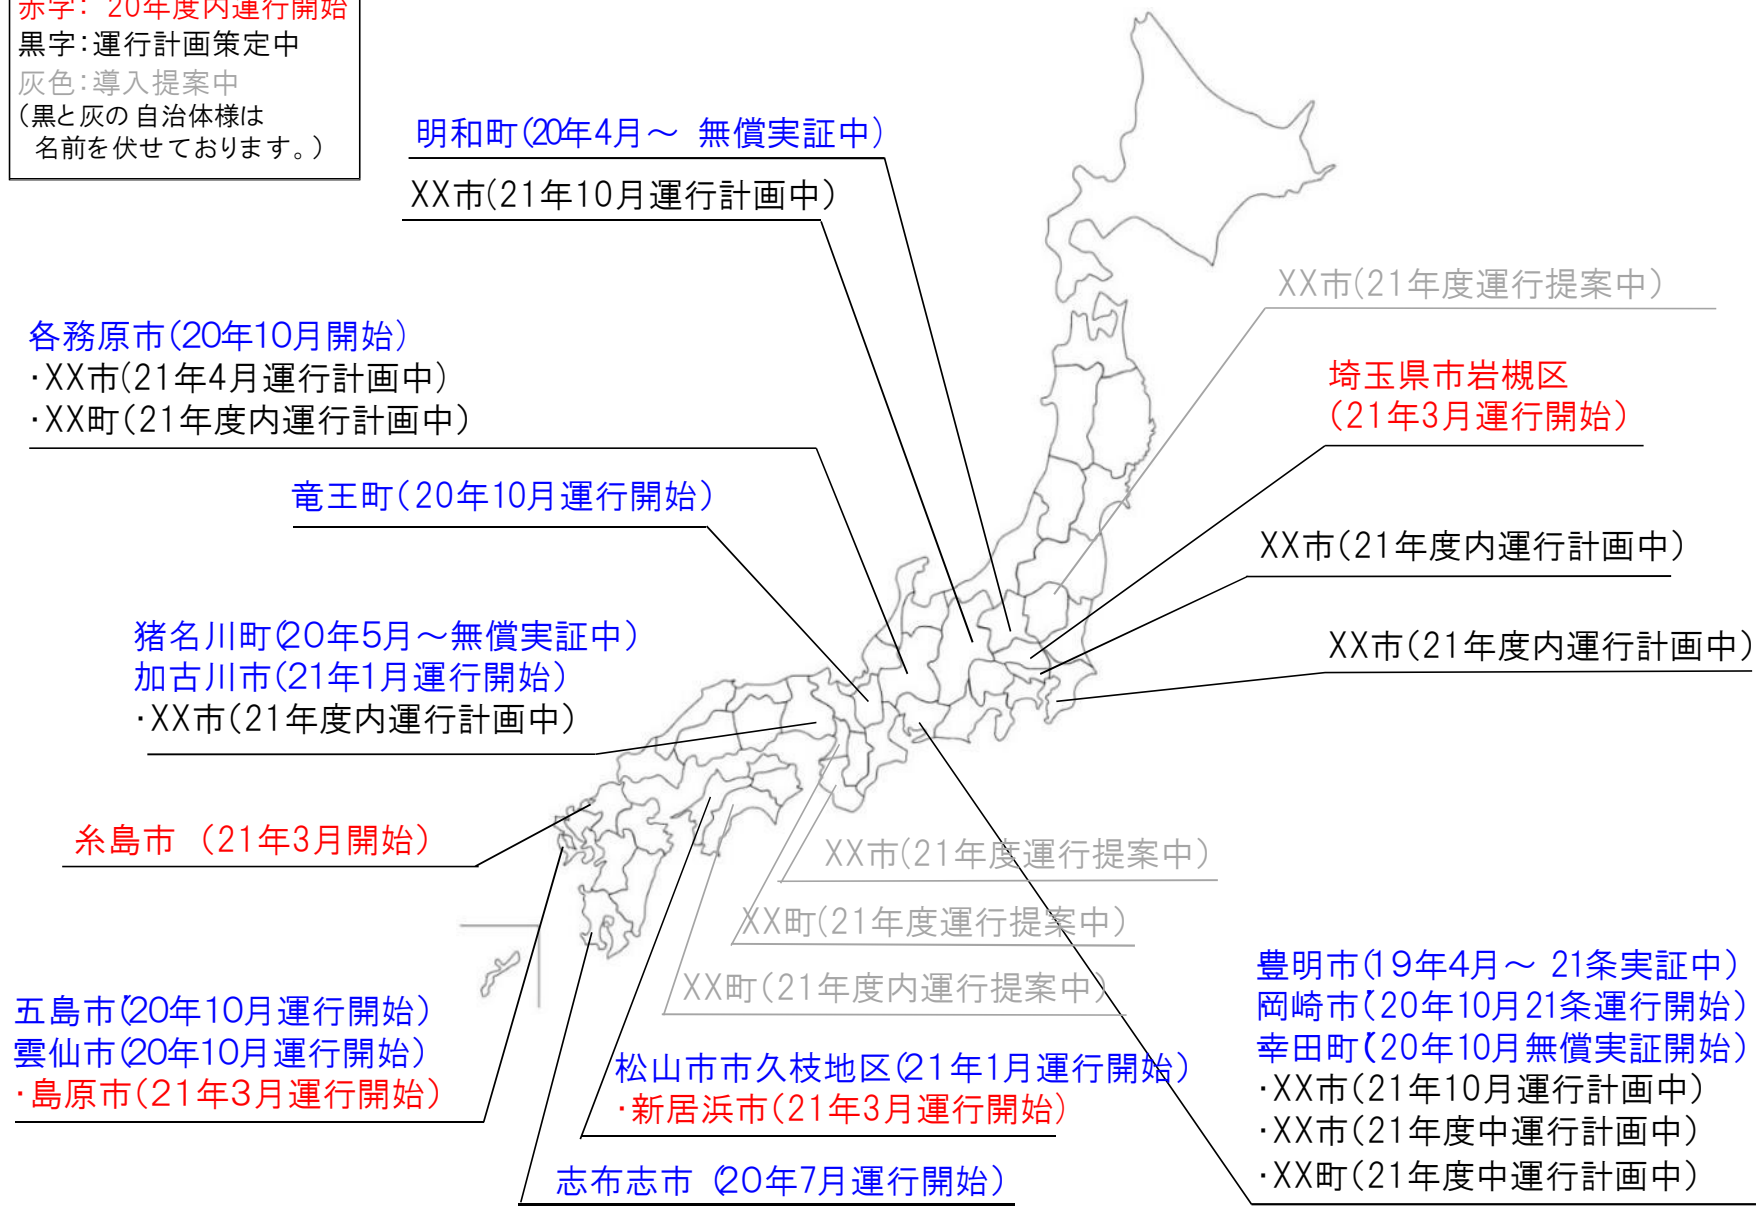 赤字: 20年度内運行開始
黒字:運行計画策定中
灰色:導入提案中
(黒と灰の自治体様は
名前を伏せております。)
明和町(20年4月～ 無償実証中)
XX市(21年10月運行計画中)
XX市(21年度運行提案中)
各務原市(20年10月開始)
・XX市(21年4月運行計画中)
・XX町(21年度内運行計画中)
埼玉県市岩槻区
(21年3月運行開始)
竜王町(20年10月運行開始)
XX市(21年度内運行計画中)
猪名川町(20年5月～無償実証中)
加古川市(21年1月運行開始)
・XX市(21年度内運行計画中)
XX市(21年度内運行計画中)
糸島市 (21年3月開始)
XX市(21年度運行提案中)
XX町(21年度運行提案中)
XX町(21年度内運行提案中)
五島市(20年10月運行開始)
雲仙市(20年10月運行開始)
・島原市(21年3月運行開始)
松山市市久枝地区(21年1月運行開始)
・新居浜市(21年3月運行開始)
志布志市 (20年7月運行開始)
豊明市(19年4月～ 21条実証中)
岡崎市(20年10月21条運行開始)
幸田町(20年10月無償実証開始)
・XX市(21年10月運行計画中)
・XX市(21年度中運行計画中)
・XX町(21年度中運行計画中)